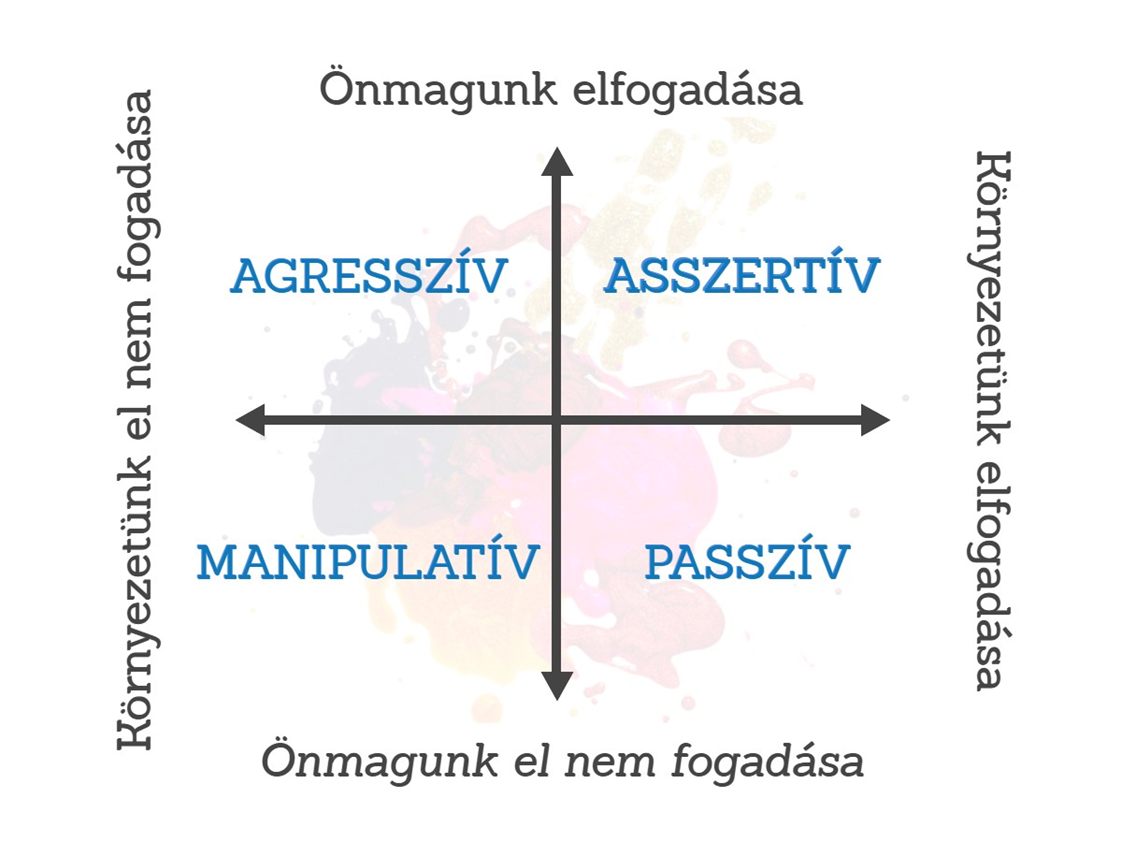 Önmagunk elfogadása
Környezetünk el nem fogadása
AGRESSZÍV
ASSZERTÍV
Környezetünk elfogadása
MANIPULATÍV
PASSZÍV
Önmagunk el nem fogadása